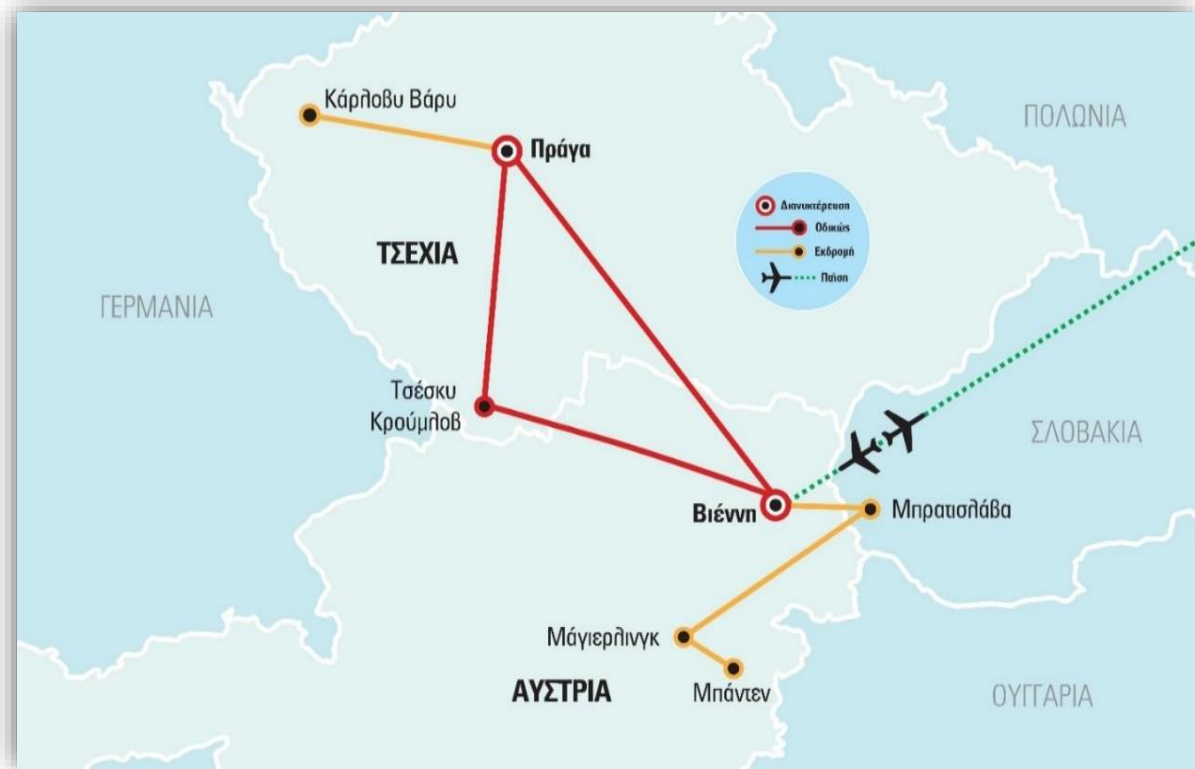 Κάρλοβυ Βάρυ
Πράγα
ΠΟΛΩΝΙΑ
Διανυκτέρευση
Οδικώς
Εκδρομή
Πτήση
ΤΣΕΧΙΑ
ΓΕΡΜΑΝΙΑ
Τσέσκυ
Κρούμλοβ
ΣΛΟΒΑΚΙΑ
Βιέννη
Μπρατισλάβα
Μάγιερλινγκ
Μπάντεν
ΑΥΣΤΡΙΑ
ΟΥΓΓΑΡΙΑ